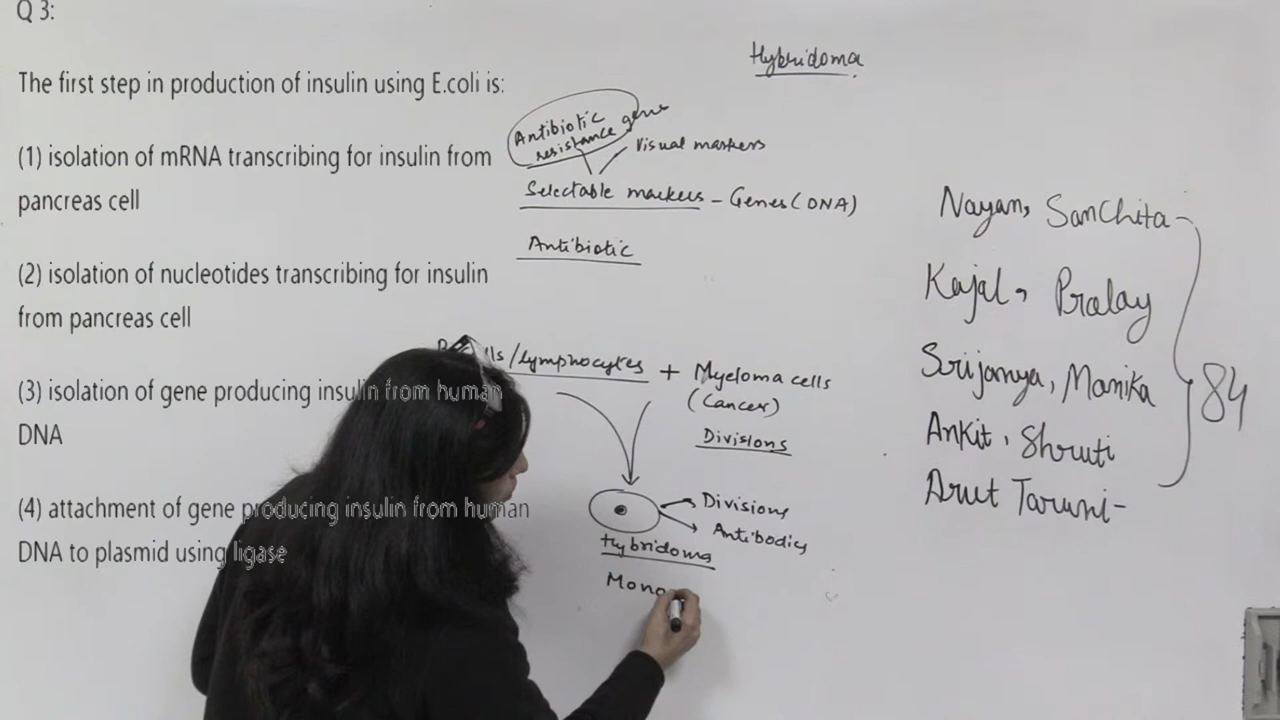 Q 3:
The first step in production of insulin using E.coli is:
(1) isolation of mRNA transcribing for insulin from
pancreas cell
(2) isolation of nucleotides transcribing for insulin
from pancreas cell
(3) isolation of gene producing insulin from human
DNA
(4) attachment of gene producing insulin from human
DNA to plasmid using ligase
Hybridoma
Antibiotic
resistance gene
Visual markers
Selectable markers - Genes (DNA)
Antibiotic
/lymphocytes + Myeloma cells
(Cancer)
Divisions
Divisions
Antibodies
Hybridoma
Mono
Nayan, Sanchita
Kajal, Pralay
Srijanya, Manika
Ankit, Shruti
Taruni
84